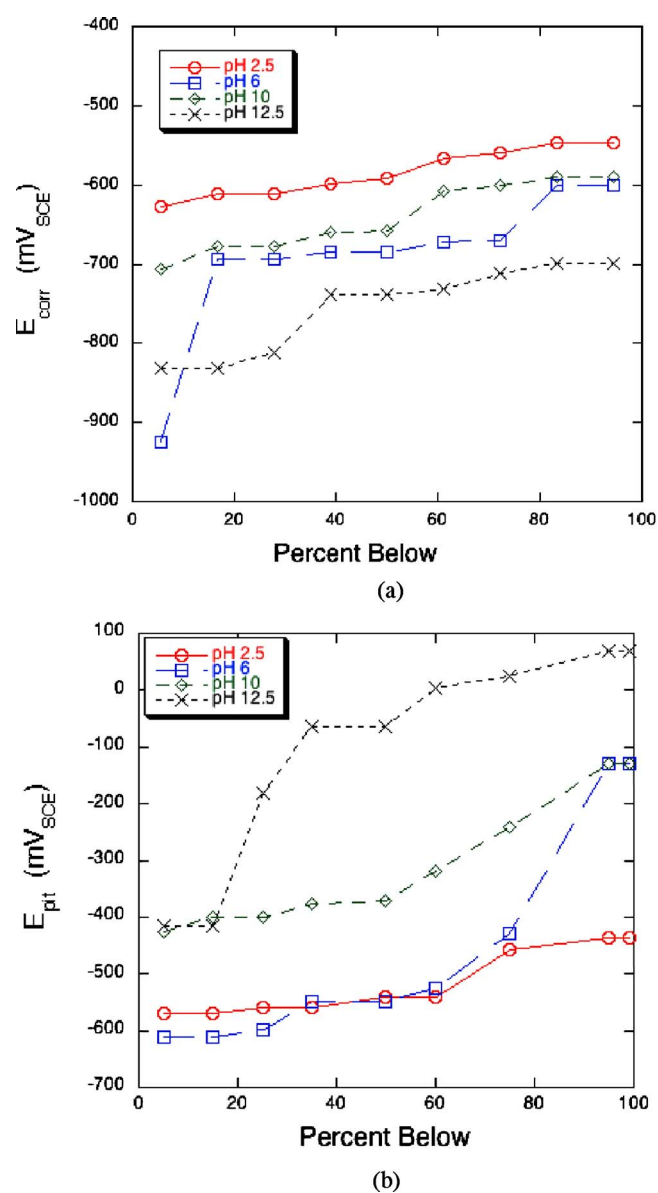 -400
-500
-600
-700
-800
-900
-1000
E_corr (mV_SCE)
pH 2.5
pH 6
pH 10
pH 12.5
0 20 40 60 80 100
Percent Below
(a)
100
0
-100
-200
-300
-400
-500
-600
-700
E_pit (mV_SCE)
pH 2.5
pH 6
pH 10
pH 12.5
0 20 40 60 80 100
Percent Below
(b)